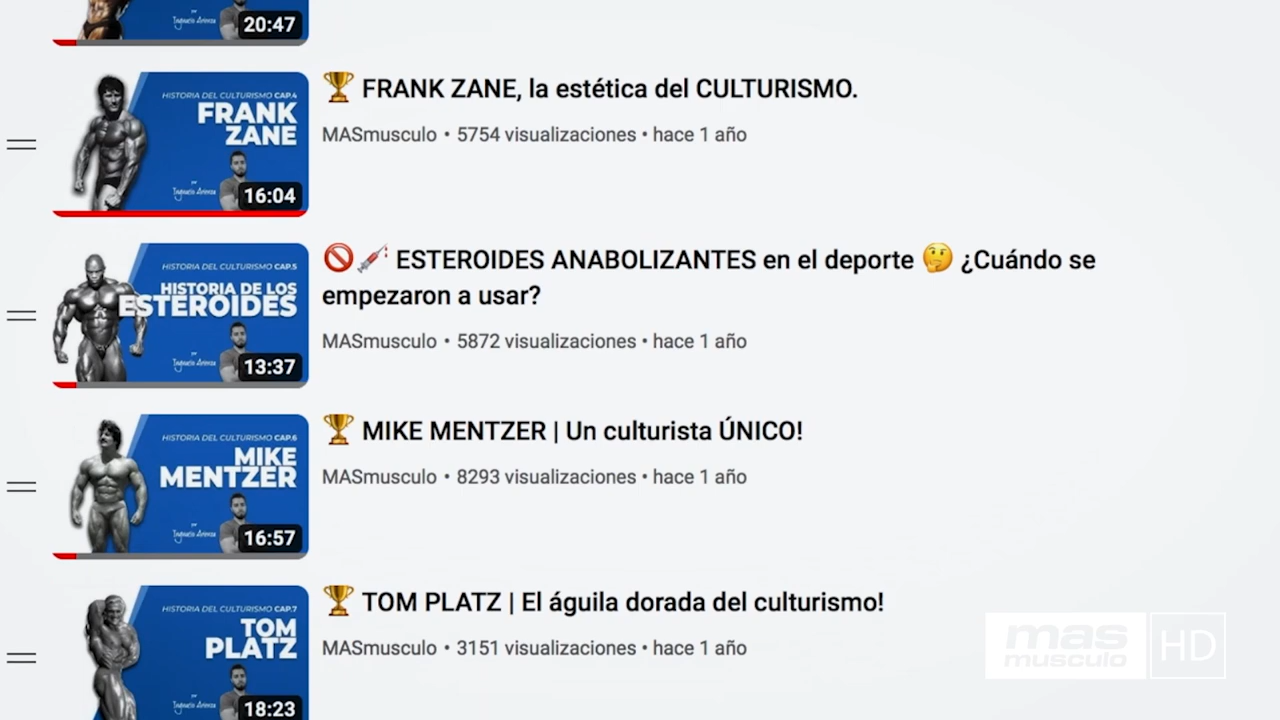 20:47
🏆 FRANK ZANE, la estética del CULTURISMO.
MASmusculo • 5754 visualizaciones • hace 1 año
HISTORIA DEL CULTURISMO CAP.4
FRANK
ZANE
por
16:04
🚫💉 ESTEROIDES ANABOLIZANTES en el deporte 🤔 ¿Cuándo se
empezaron a usar?
MASmusculo • 5872 visualizaciones • hace 1 año
HISTORIA DEL CULTURISMO CAP.5
HISTORIA DE LOS
ESTEROIDES
por
13:37
🏆 MIKE MENTZER | Un culturista ÚNICO!
MASmusculo • 8293 visualizaciones • hace 1 año
HISTORIA DEL CULTURISMO CAP.6
MIKE
MENTZER
por
16:57
🏆 TOM PLATZ | El águila dorada del culturismo!
MASmusculo • 3151 visualizaciones • hace 1 año
HISTORIA DEL CULTURISMO CAP.7
TOM
PLATZ
por
18:23
mas
musculo
HD